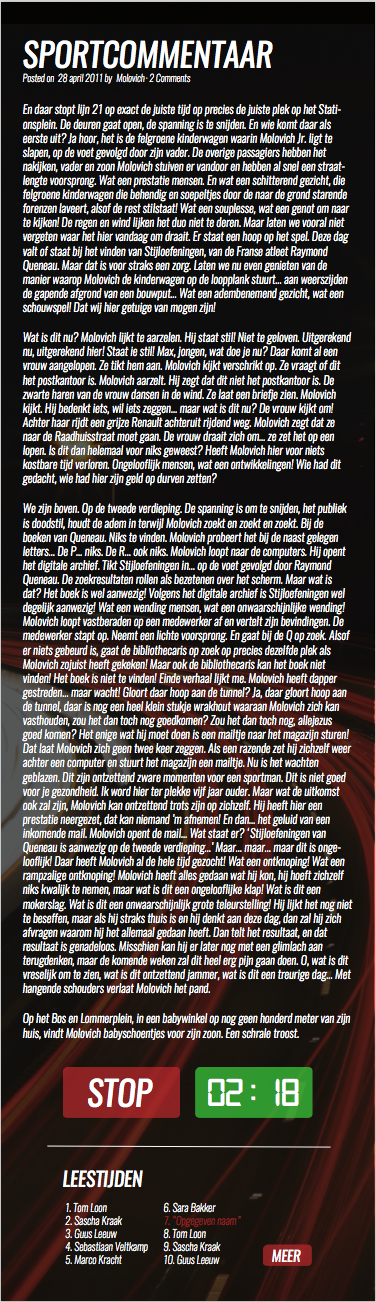 SPORTCOMMENTAAR
Posted on 28 april 2011 by Molovich · 2 Comments
En daar stopt lijn 21 op exact de juiste tijd op precies de juiste plek op het Stati-
onsplein. De deuren gaat open, de spanning is te snijden. En wie komt daar als
eerste uit? Ja hoor, het is de felgroene kinderwagen waarin Molovich Jr. ligt te
slapen, op de voet gevolgd door zijn vader. De overige passagiers hebben het
nakijken, vader en zoon Molovich stuiven er vandoor en hebben al snel een straat-
lengte voorsprong. Wat een prestatie mensen. En wat een schitterend gezicht, die
felgroene kinderwagen die behendig en soepeltjes door de naar de grond starende
forenzen laveert, alsof de rest stilstaat! Wat een souplesse, wat een genot om naar
te kijken! De regen en wind lijken het duo niet te deren. Maar laten we vooral niet
vergeten waar het hier vandaag om draait. Er staat een hoop op het spel. Deze dag
valt of staat bij het vinden van Stijloefeningen, van de Franse atleet Raymond
Queneau. Maar dat is voor straks een zorg. Laten we nu even genieten van de
manier waarop Molovich de kinderwagen op de loopplank stuurt... aan weerszijden
de gapende afgrond van een bouwput... Wat een adembenemend gezicht, wat een
schouwspel! Dat wij hier getuige van mogen zijn!
Wat is dit nu? Molovich lijkt te aarzelen. Hij staat stil! Niet te geloven. Uitgerekend
nu, uitgerekend hier! Staat ie stil! Max, jongen, wat doe je nu? Daar komt al een
vrouw aangelopen. Ze tikt hem aan. Molovich kijkt verschrikt op. Ze vraagt of dit
het postkantoor is. Molovich aarzelt. Hij zegt dat dit niet het postkantoor is. De
zwarte haren van de vrouw dansen in de wind. Ze laat een briefje zien. Molovich
kijkt. Hij bedenkt iets, wil iets zeggen... maar wat is dit nu? De vrouw kijkt om!
Achter haar rijdt een grijze Renault achteruit rijdend weg. Molovich zegt dat ze
naar de Raadhuisstraat moet gaan. De vrouw draait zich om... ze zet het op een
lopen. Is dit dan helemaal voor niks geweest? Heeft Molovich hier voor niets
kostbare tijd verloren. Ongelooflijk mensen, wat een ontwikkelingen! Wie had dit
gedacht, wie had hier zijn geld op durven zetten?
We zijn boven. Op de tweede verdieping. De spanning is om te snijden, het publiek
is doodstil, houdt de adem in terwijl Molovich zoekt en zoekt en zoekt. Bij de
boeken van Queneau. Niks te vinden. Molovich probeert het bij de naast gelegen
letters... De P... niks. De R... ook niks. Molovich loopt naar de computers. Hij opent
het digitale archief. Tikt Stijloefeningen in... op de voet gevolgd door Raymond
Queneau. De zoekresultaten rollen als bezetenen over het scherm. Maar wat is
dat? Het boek is wel aanwezig! Volgens het digitale archief is Stijloefeningen wel
degelijk aanwezig! Wat een wending mensen, wat een onwaarschijnlijke wending!
Molovich loopt vastberaden op een medewerker af en vertelt zijn bevindingen. De
medewerker stapt op. Neemt een lichte voorsprong. En gaat bij de Q op zoek. Alsof
er niets gebeurd is, gaat de bibliothecaris op zoek op precies dezelfde plek als
Molovich zojuist heeft gekeken! Maar ook de bibliothecaris kan het boek niet
vinden! Het boek is niet te vinden! Einde verhaal lijkt me. Molovich heeft dapper
gestreden... maar wacht! Gloort daar hoop aan de tunnel? Ja, daar gloort hoop aan
de tunnel, daar is nog een heel klein stukje wrakhout waaraan Molovich zich kan
vasthouden, zou het dan toch nog goedkomen? Zou het dan toch nog, allejezus
goed komen? Het enige wat hij moet doen is een mailtje naar het magazijn sturen!
Dat laat Molovich zich geen twee keer zeggen. Als een razende zet hij zichzelf weer
achter een computer en stuurt het magazijn een mailtje. Nu is het wachten
geblazen. Dit zijn ontzettend zware momenten voor een sportman. Dit is niet goed
voor je gezondheid. Ik word hier ter plekke vijf jaar ouder. Maar wat de uitkomst
ook zal zijn, Molovich kan ontzettend trots zijn op zichzelf. Hij heeft hier een
prestatie neergezet, dat kan niemand 'm afnemen! En dan... het geluid van een
inkomende mail. Molovich opent de mail... Wat staat er? 'Stijloefeningen van
Queneau is aanwezig op de tweede verdieping...' Maar... maar... maar dit is onge-
looflijk! Daar heeft Molovich al de hele tijd gezocht! Wat een ontknoping! Wat een
rampzalige ontknoping! Molovich heeft alles gedaan wat hij kon, hij hoeft zichzelf
niks kwalijk te nemen, maar wat is dit een ongelooflijke klap! Wat is dit een
mokerslag. Wat is dit een onwaarschijnlijk grote teleurstelling! Hij lijkt het nog niet
te beseffen, maar als hij straks thuis is en hij denkt aan deze dag, dan zal hij zich
afvragen waarom hij het allemaal gedaan heeft. Dan telt het resultaat, en dat
resultaat is genadeloos. Misschien kan hij er later nog met een glimlach aan
terugdenken, maar de komende weken zal dit heel erg pijn gaan doen. O, wat is dit
vreselijk om te zien, wat is dit ontzettend jammer, wat is dit een treurige dag... Met
hangende schouders verlaat Molovich het pand.
Op het Bos en Lommerplein, in een babywinkel op nog geen honderd meter van zijn
huis, vindt Molovich babyschoentjes voor zijn zoon. Een schrale troost.
STOP 02:18
LEESTIJDEN
1. Tom Loon
2. Sascha Kraak
3. Guus Leeuw
4. Sebastiaan Veltkamp
5. Marco Kracht
6. Sara Bakker
7. "Opgegeven naam"
8. Tom Loon
9. Sascha Kraak
10. Guus Leeuw
MEER